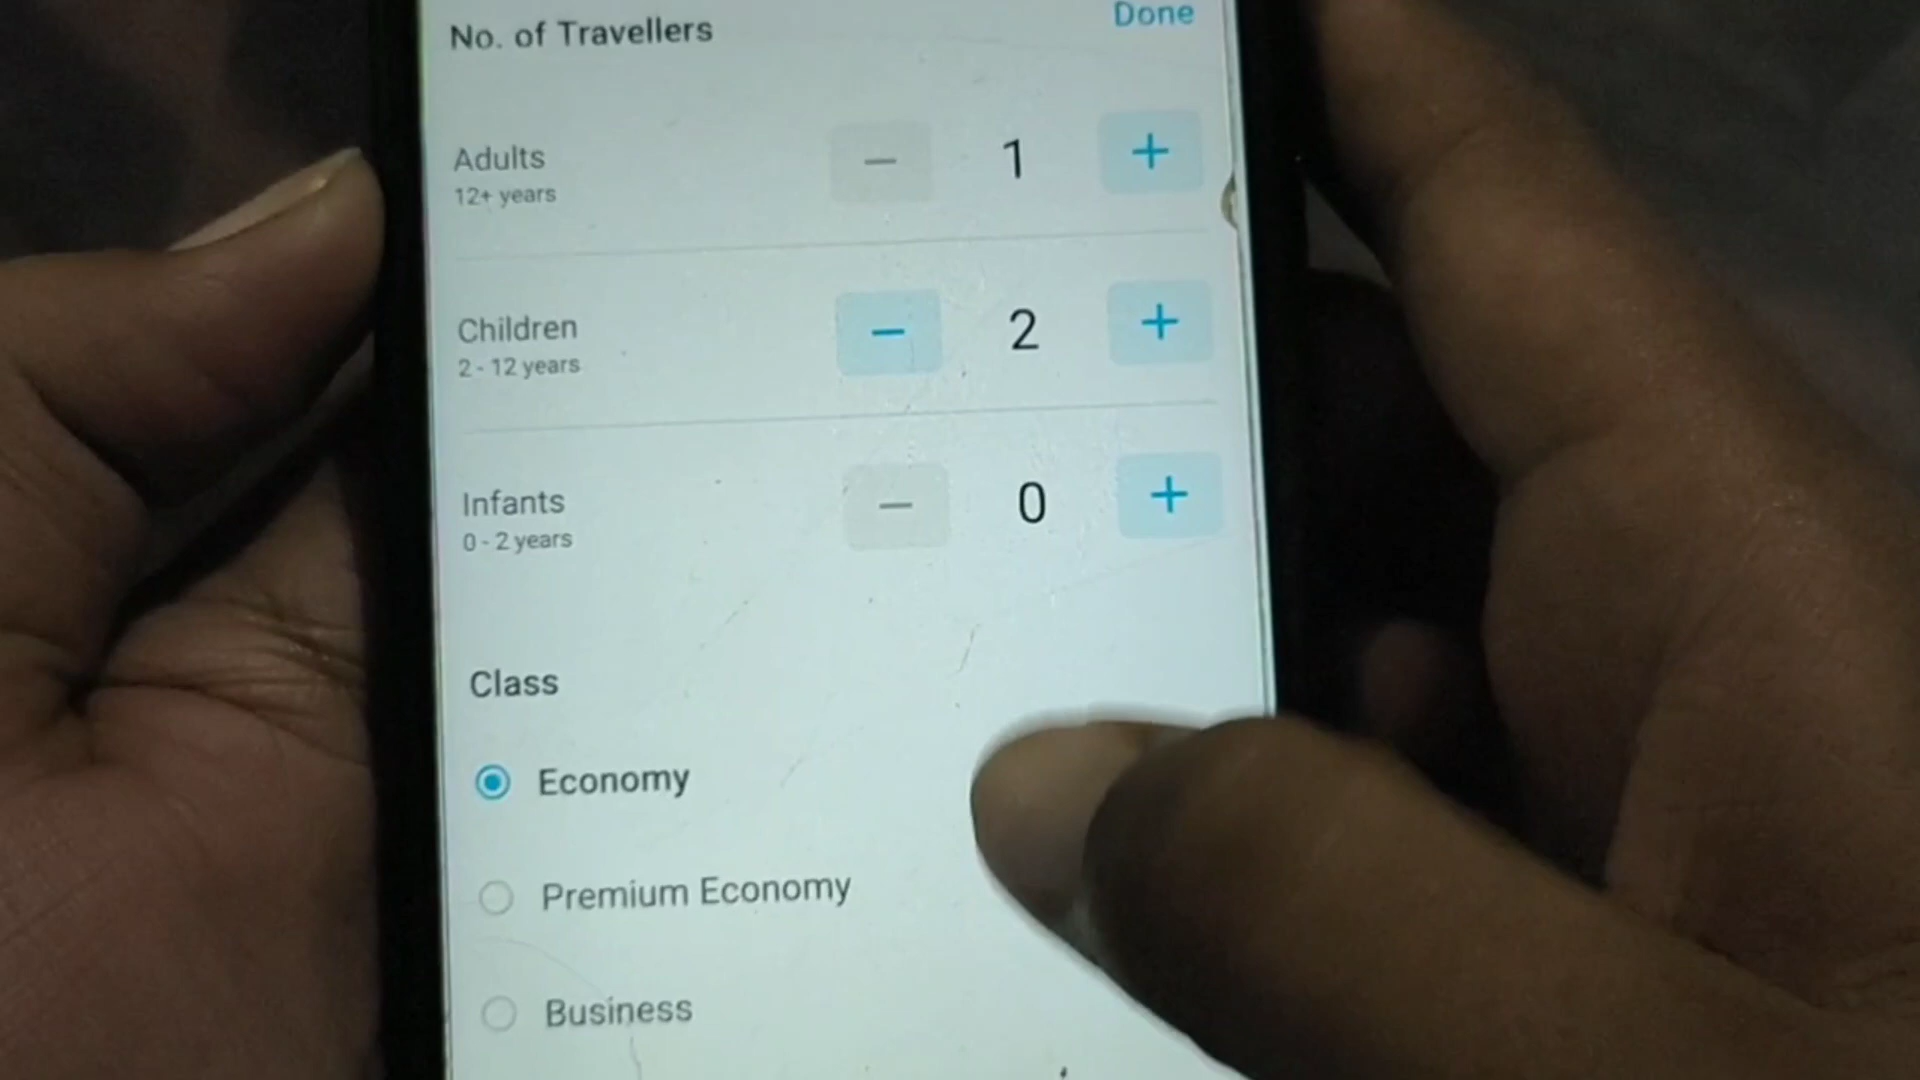 No. of Travellers
Done
Adults
12+ years
− 1 +
Children
2 - 12 years
− 2 +
Infants
0 - 2 years
− 0 +
Class
Economy
Premium Economy
Business